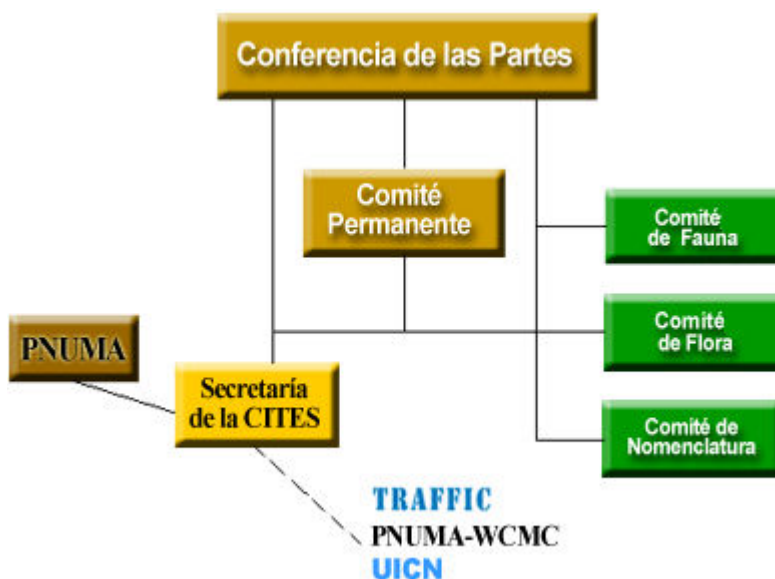 Conferencia de las Partes
Comité
Permanente
Comité
de Fauna
Comité
de Flora
PNUMA
Secretaría
de la CITES
Comité de
Nomenclatura
TRAFFIC
PNUMA-WCMC
UICN